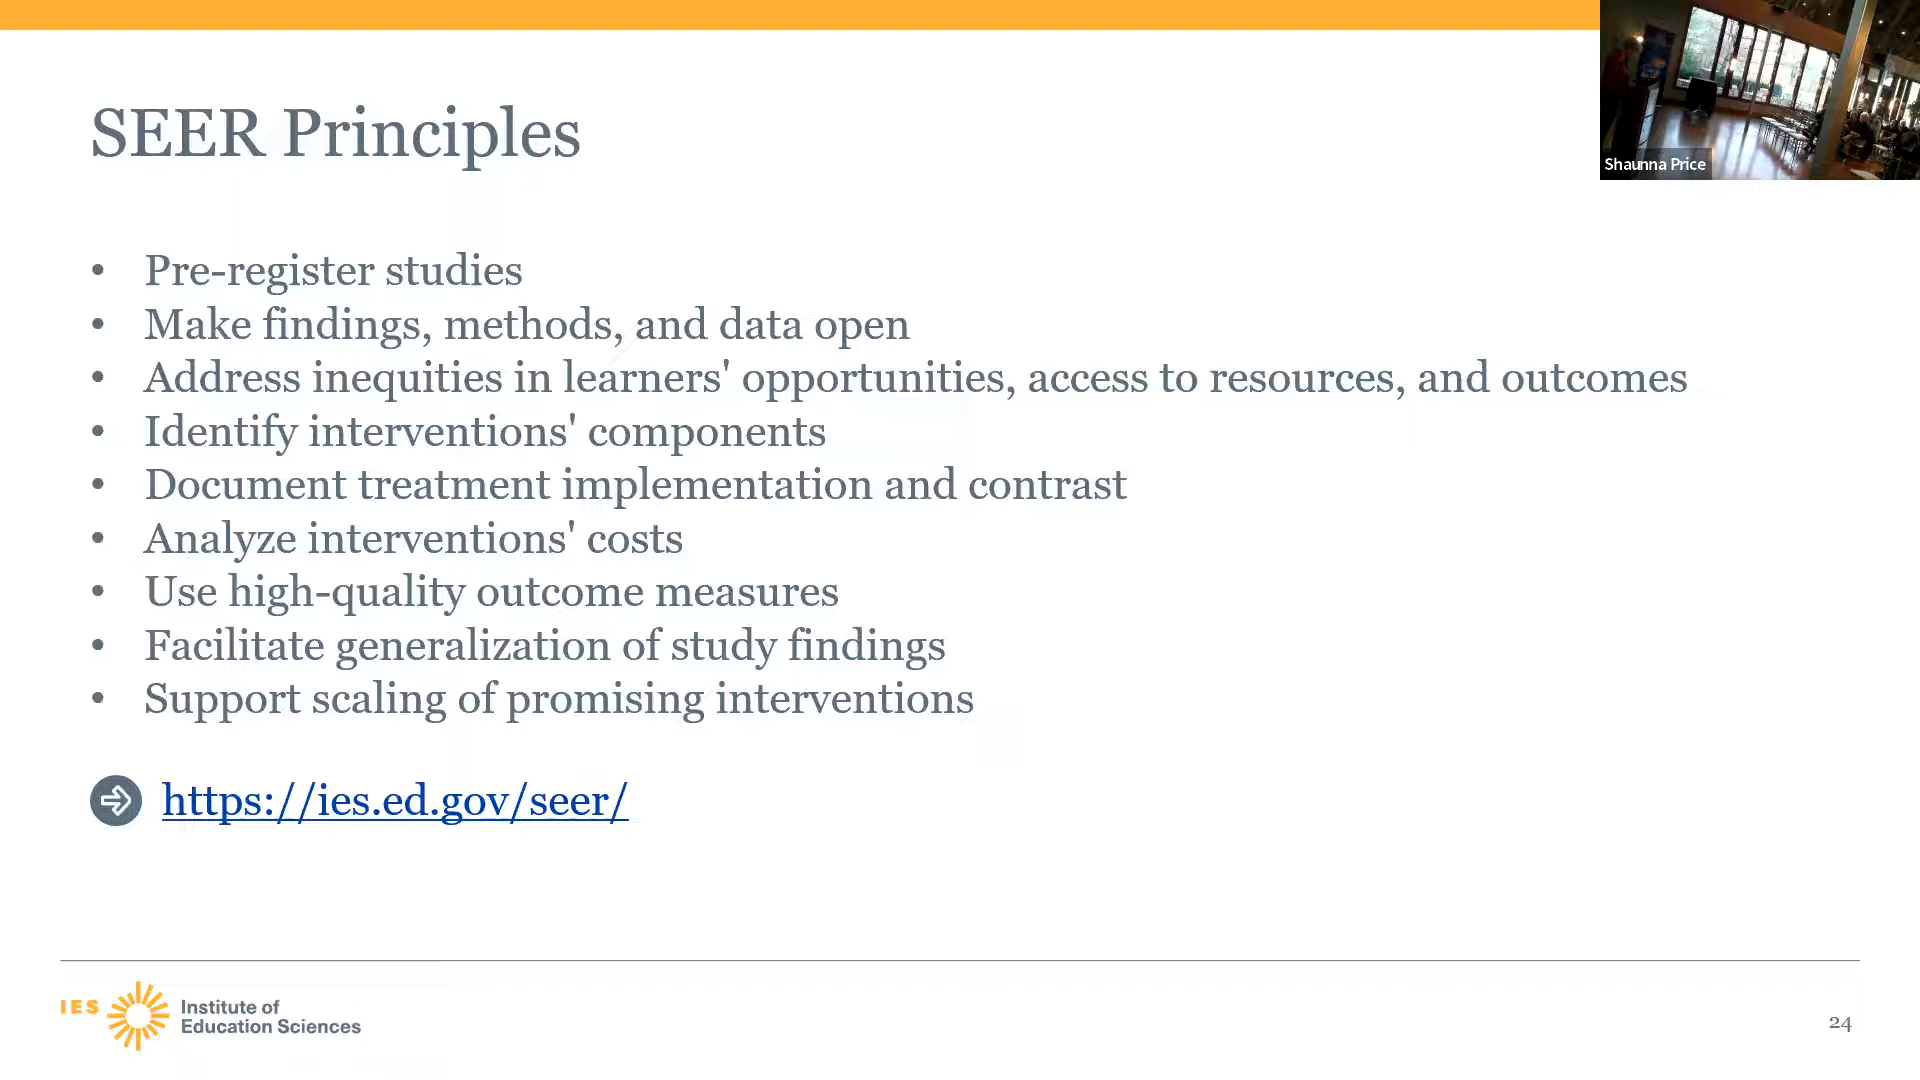 SEER Principles
Shaunna Price
• Pre-register studies
• Make findings, methods, and data open
• Address inequities in learners' opportunities, access to resources, and outcomes
• Identify interventions' components
• Document treatment implementation and contrast
• Analyze interventions' costs
• Use high-quality outcome measures
• Facilitate generalization of study findings
• Support scaling of promising interventions
https://ies.ed.gov/seer/
IES
Institute of
Education Sciences
24